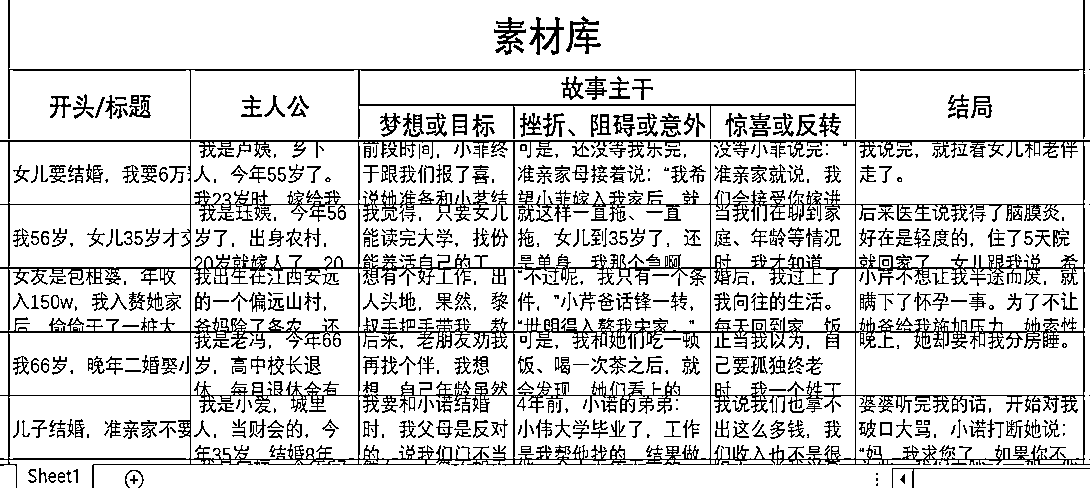 素材库
开头/标题
主人公
故事主干
结局
梦想或目标
挫折、阻碍或意外
惊喜或反转
女儿要结婚，我要6万
我是卢姨，乡下
人，今年55岁了。
我23岁时，嫁给我
前段时间，小菲终
于跟我们报了喜，
说她准备和小茗结
可是，还没等我乐完，
准亲家母接着说：“我希
望小菲嫁入我家后，就
没等小菲说完：“
亲家就说，我
们会接受你嫁进
我说完，就拉着女儿和老伴
走了。
我56岁，女儿35岁才交
我是珏姨，今年56
岁了，出身农村，
20岁就嫁人了，20
我觉得，只要女儿
能读完大学，找份
能养活自己的工
就这样一直拖、一直
拖，女儿到35岁了，还
是单身，我那个急啊
当我们在聊到家
庭、年龄等情况
时，我才知道，
后来医生说我得了脑膜炎，
好在是轻度的，住了5天院
就回家了，女儿跟我说，希
女友是包租婆，年收
入150w，我入赘她家
后，偷偷干了一桩大
我出生在江西安远
的一个偏远山村，
爸妈除了务农，还
想有个好工作，出
人头地，果然，黎
叔手把手带我，教
“不过呢，我只有一个条
件，”小芹爸话锋一转，
“世明得入赘我宋家。”
婚后，我过上了
我向往的生活。
每天回到家，饭
小芹不想让我半途而废，就
瞒下了怀孕一事。为了不让
她爸给我施加压力，她索性
我66岁，晚年二婚娶小
我是老冯，今年66
岁，高中校长退
休，每月退休金有
后来，老朋友劝我
再找个伴，我想
想，自己年龄虽然
可是，我和她们吃一顿
饭、喝一次茶之后，就
会发现，她们看上的
正当我以为，自
己要孤独终老
时，我一个姓丁
晚上，她却要和我分房睡。
儿子结婚，准亲家不要
我是小爱，城里
人，当财会的，今
年35岁，结婚8年
我要和小诺结婚
时，我父母是反对
的，说我们门不当
4年前，小诺的弟弟：
小伟大学毕业了，工作
是我帮他找的，结果做
我说我们也拿不
出这么多钱，我
们收入也不是很
婆婆听完我的话，开始对我
破口大骂，小诺打断她说：
“妈，我求您了，如果你不
Sheet1